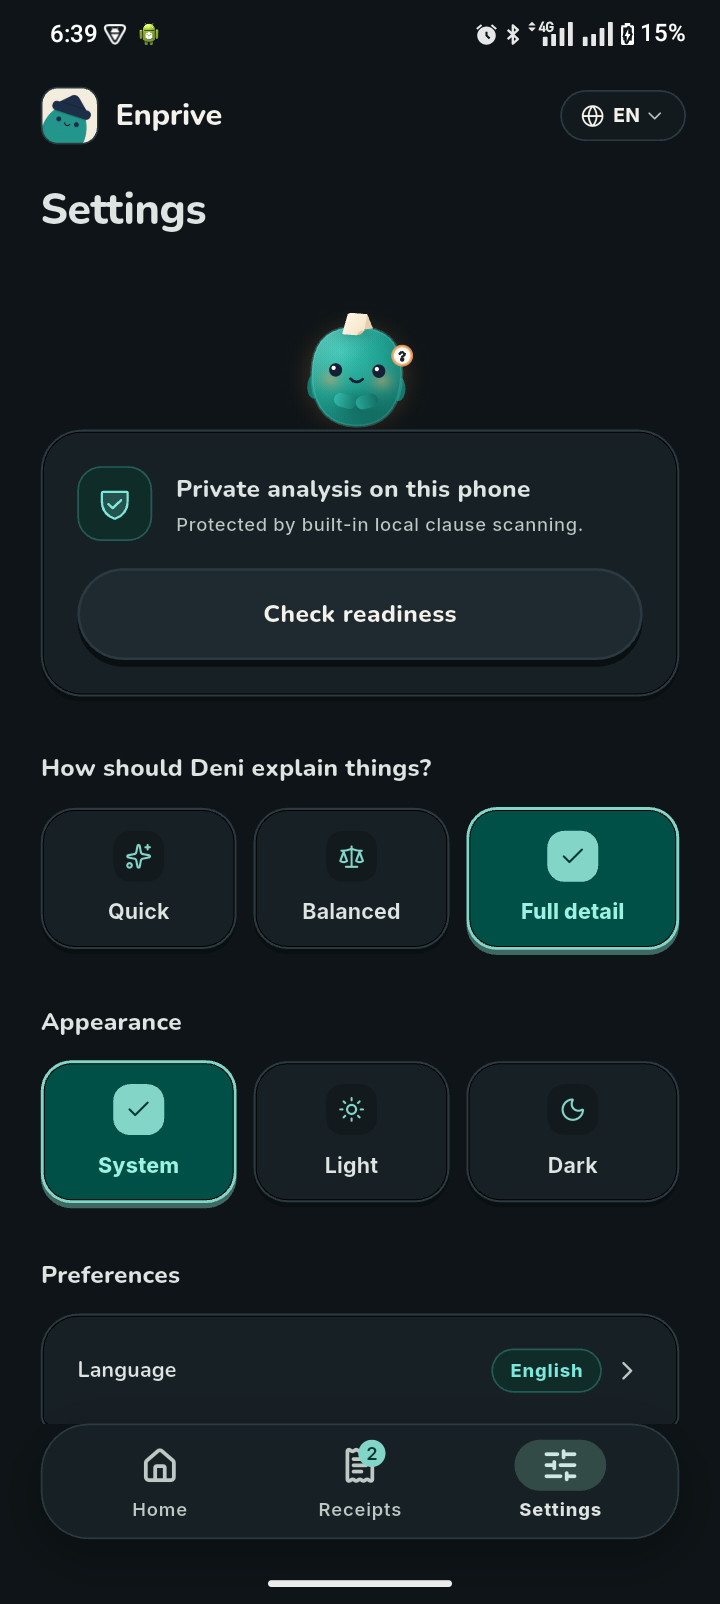 6:39
4G
15%
Enprive
EN
Settings
?
Private analysis on this phone
Protected by built-in local clause scanning.
Check readiness
How should Deni explain things?
Quick
Balanced
Full detail
Appearance
System
Light
Dark
Preferences
Language
English
2
Home
Receipts
Settings